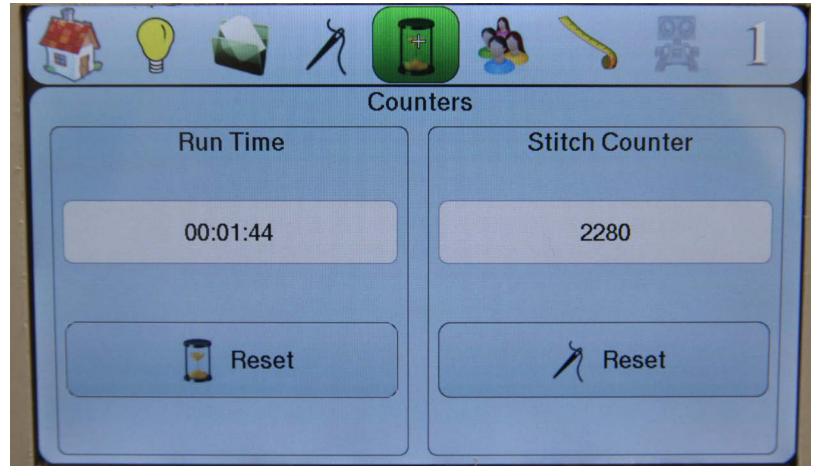 1
Counters
Run Time
Stitch Counter
00:01:44
2280
Reset
Reset